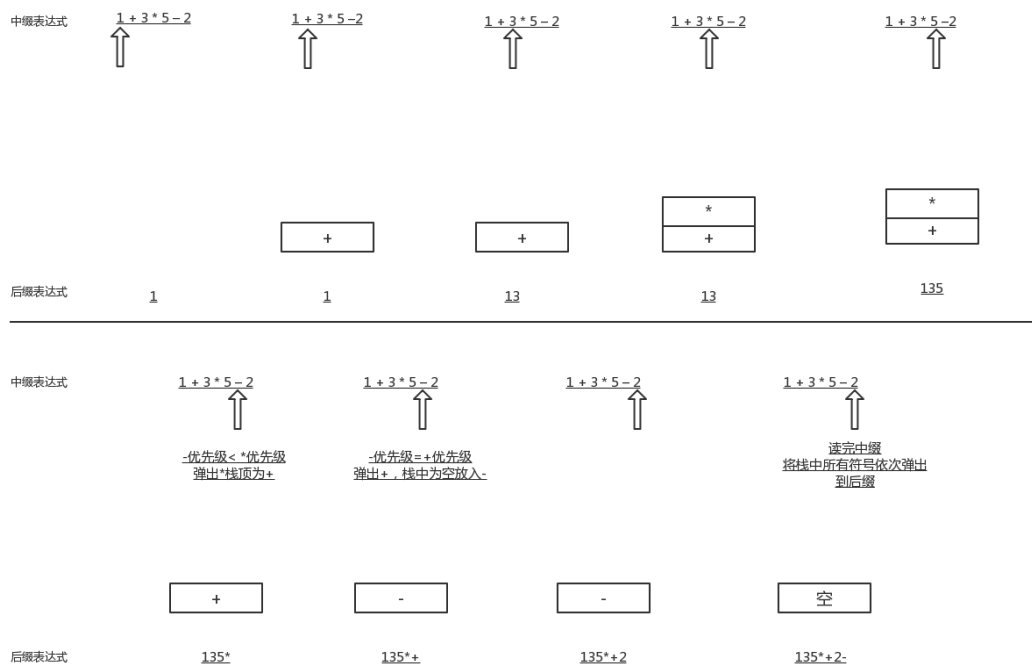 中缀表达式
1 + 3 * 5 – 2
1 + 3 * 5 –2
1 + 3 * 5 – 2
1 + 3 * 5 – 2
1 + 3 * 5 –2
*
*
+
+
+
+
后缀表达式
1
1
13
13
135
中缀表达式
1 + 3 * 5 – 2
1 + 3 * 5 – 2
1 + 3 * 5 – 2
1 + 3 * 5 – 2
-优先级< *优先级
弹出*栈顶为+
-优先级=+优先级
弹出+，栈中为空放入-
读完中缀
将栈中所有符号依次弹出
到后缀
+
-
-
空
后缀表达式
135*
135*+
135*+2
135*+2-